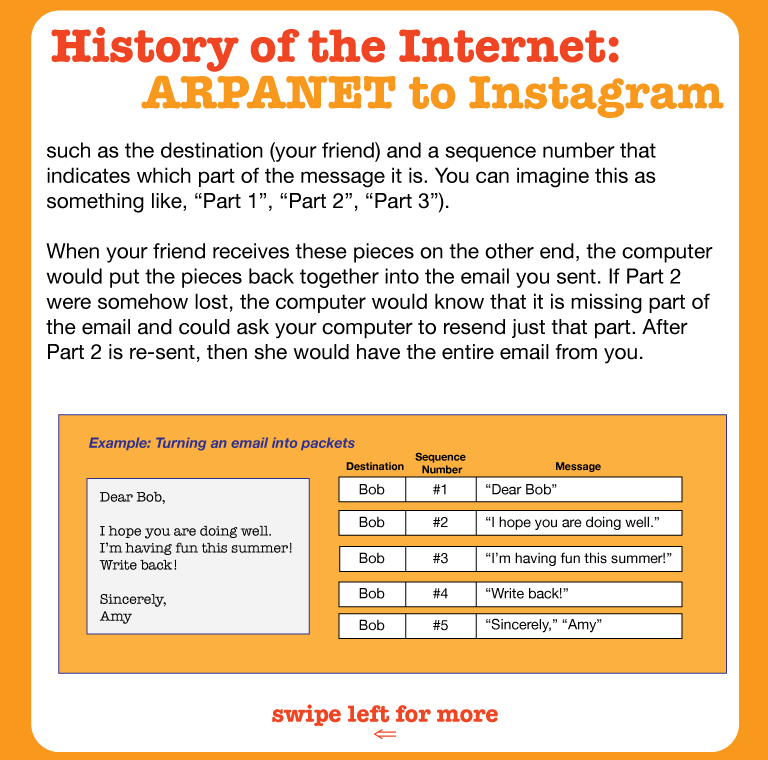 History of the Internet:
ARPANET to Instagram
such as the destination (your friend) and a sequence number that
indicates which part of the message it is. You can imagine this as
something like, “Part 1”, “Part 2”, “Part 3”).
When your friend receives these pieces on the other end, the computer
would put the pieces back together into the email you sent. If Part 2
were somehow lost, the computer would know that it is missing part of
the email and could ask your computer to resend just that part. After
Part 2 is re-sent, then she would have the entire email from you.
Example: Turning an email into packets
Dear Bob,
I hope you are doing well.
I’m having fun this summer!
Write back!
Sincerely,
Amy
Destination Sequence Number Message
Bob #1 “Dear Bob”
Bob #2 “I hope you are doing well.”
Bob #3 “I’m having fun this summer!”
Bob #4 “Write back!”
Bob #5 “Sincerely,” “Amy”
swipe left for more